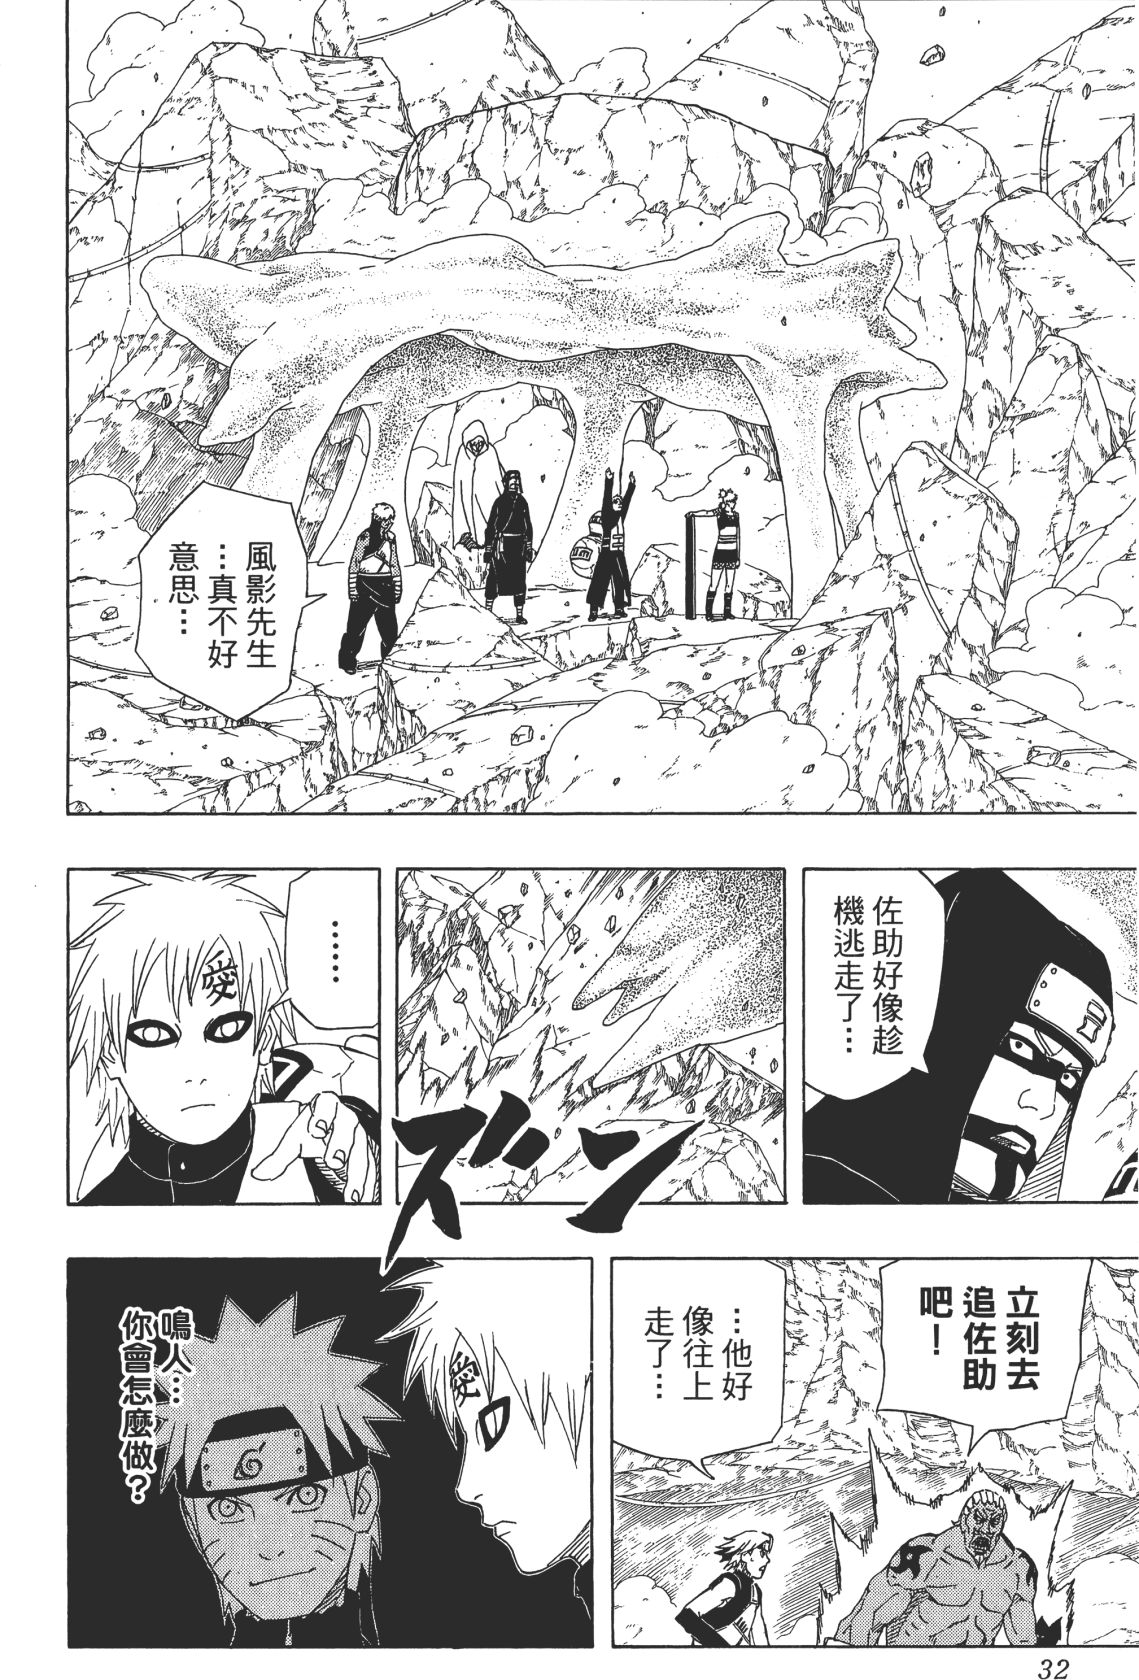 風影先生
…真不好
意思…
佐助好像趁
機逃走了…
ズン
……
愛
立刻去
追佐助
吧！
…他好
像往上
走了…
愛
鳴人…
你會怎麼做？
32